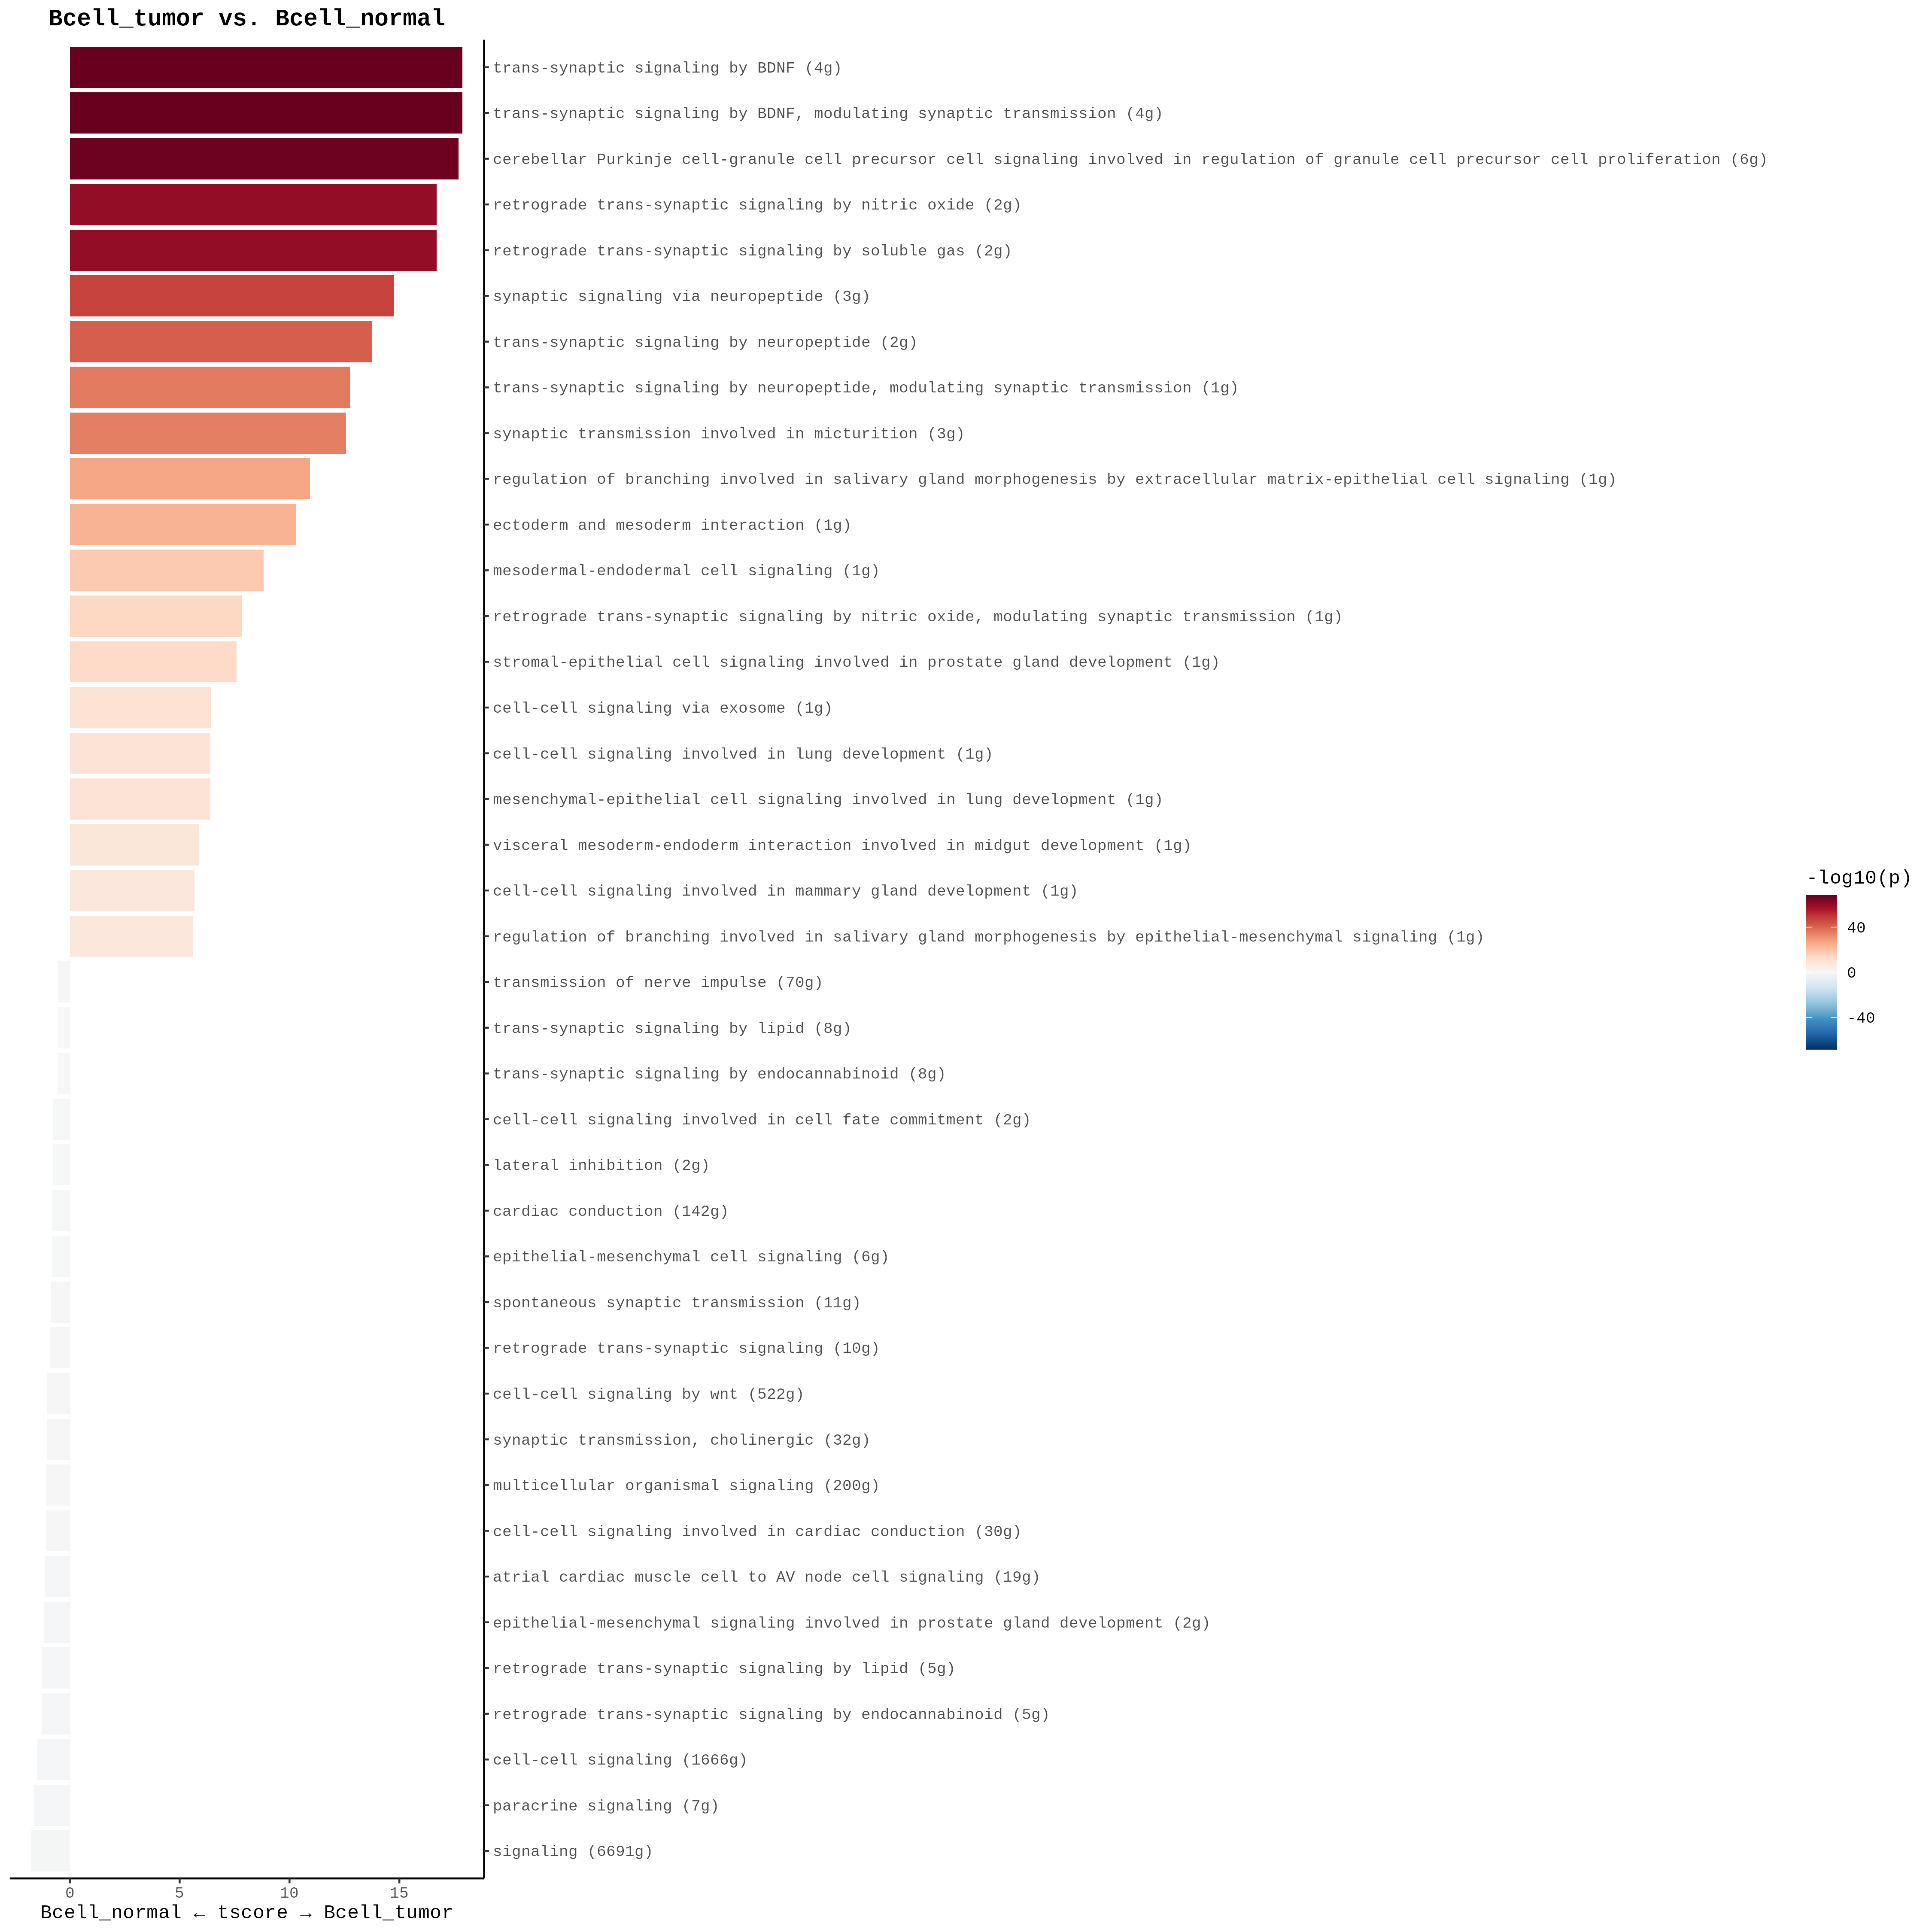 Bcell_tumor vs. Bcell_normal
trans-synaptic signaling by BDNF (4g)
trans-synaptic signaling by BDNF, modulating synaptic transmission (4g)
cerebellar Purkinje cell-granule cell precursor cell signaling involved in regulation of granule cell precursor cell proliferation (6g)
retrograde trans-synaptic signaling by nitric oxide (2g)
retrograde trans-synaptic signaling by soluble gas (2g)
synaptic signaling via neuropeptide (3g)
trans-synaptic signaling by neuropeptide (2g)
trans-synaptic signaling by neuropeptide, modulating synaptic transmission (1g)
synaptic transmission involved in micturition (3g)
regulation of branching involved in salivary gland morphogenesis by extracellular matrix-epithelial cell signaling (1g)
ectoderm and mesoderm interaction (1g)
mesodermal-endodermal cell signaling (1g)
retrograde trans-synaptic signaling by nitric oxide, modulating synaptic transmission (1g)
stromal-epithelial cell signaling involved in prostate gland development (1g)
cell-cell signaling via exosome (1g)
cell-cell signaling involved in lung development (1g)
mesenchymal-epithelial cell signaling involved in lung development (1g)
visceral mesoderm-endoderm interaction involved in midgut development (1g)
cell-cell signaling involved in mammary gland development (1g)
regulation of branching involved in salivary gland morphogenesis by epithelial-mesenchymal signaling (1g)
transmission of nerve impulse (70g)
trans-synaptic signaling by lipid (8g)
trans-synaptic signaling by endocannabinoid (8g)
cell-cell signaling involved in cell fate commitment (2g)
lateral inhibition (2g)
cardiac conduction (142g)
epithelial-mesenchymal cell signaling (6g)
spontaneous synaptic transmission (11g)
retrograde trans-synaptic signaling (10g)
cell-cell signaling by wnt (522g)
synaptic transmission, cholinergic (32g)
multicellular organismal signaling (200g)
cell-cell signaling involved in cardiac conduction (30g)
atrial cardiac muscle cell to AV node cell signaling (19g)
epithelial-mesenchymal signaling involved in prostate gland development (2g)
retrograde trans-synaptic signaling by lipid (5g)
retrograde trans-synaptic signaling by endocannabinoid (5g)
cell-cell signaling (1666g)
paracrine signaling (7g)
signaling (6691g)
0 5 10 15
Bcell_normal ← tscore → Bcell_tumor
-log10(p)
40
0
-40